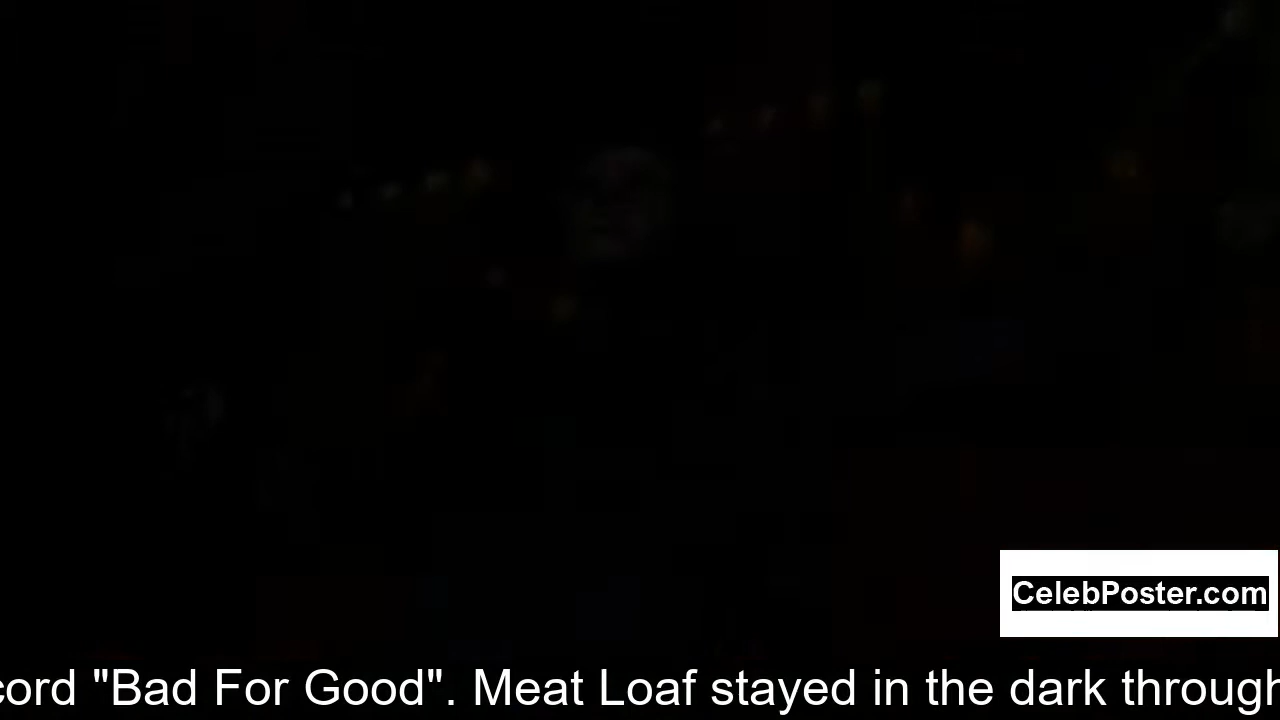 CelebPoster.com
cord "Bad For Good". Meat Loaf stayed in the dark through